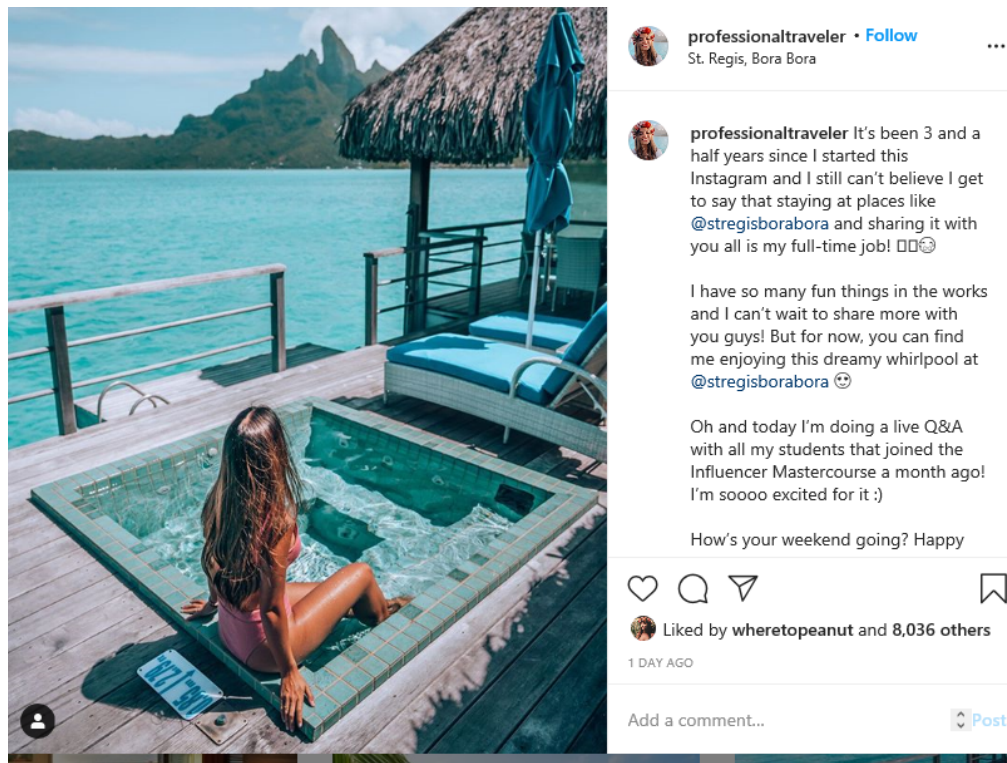 professionaltraveler • Follow
St. Regis, Bora Bora
professionaltraveler It's been 3 and a
half years since I started this
Instagram and I still can't believe I get
to say that staying at places like
@stregisborabora and sharing it with
you all is my full-time job!
I have so many fun things in the works
and I can't wait to share more with
you guys! But for now, you can find
me enjoying this dreamy whirlpool at
@stregisborabora 😍
Oh and today I'm doing a live Q&A
with all my students that joined the
Influencer Mastercourse a month ago!
I'm soooo excited for it :)
How's your weekend going? Happy
Liked by wheretopeanut and 8,036 others
1 DAY AGO
Add a comment...
Post